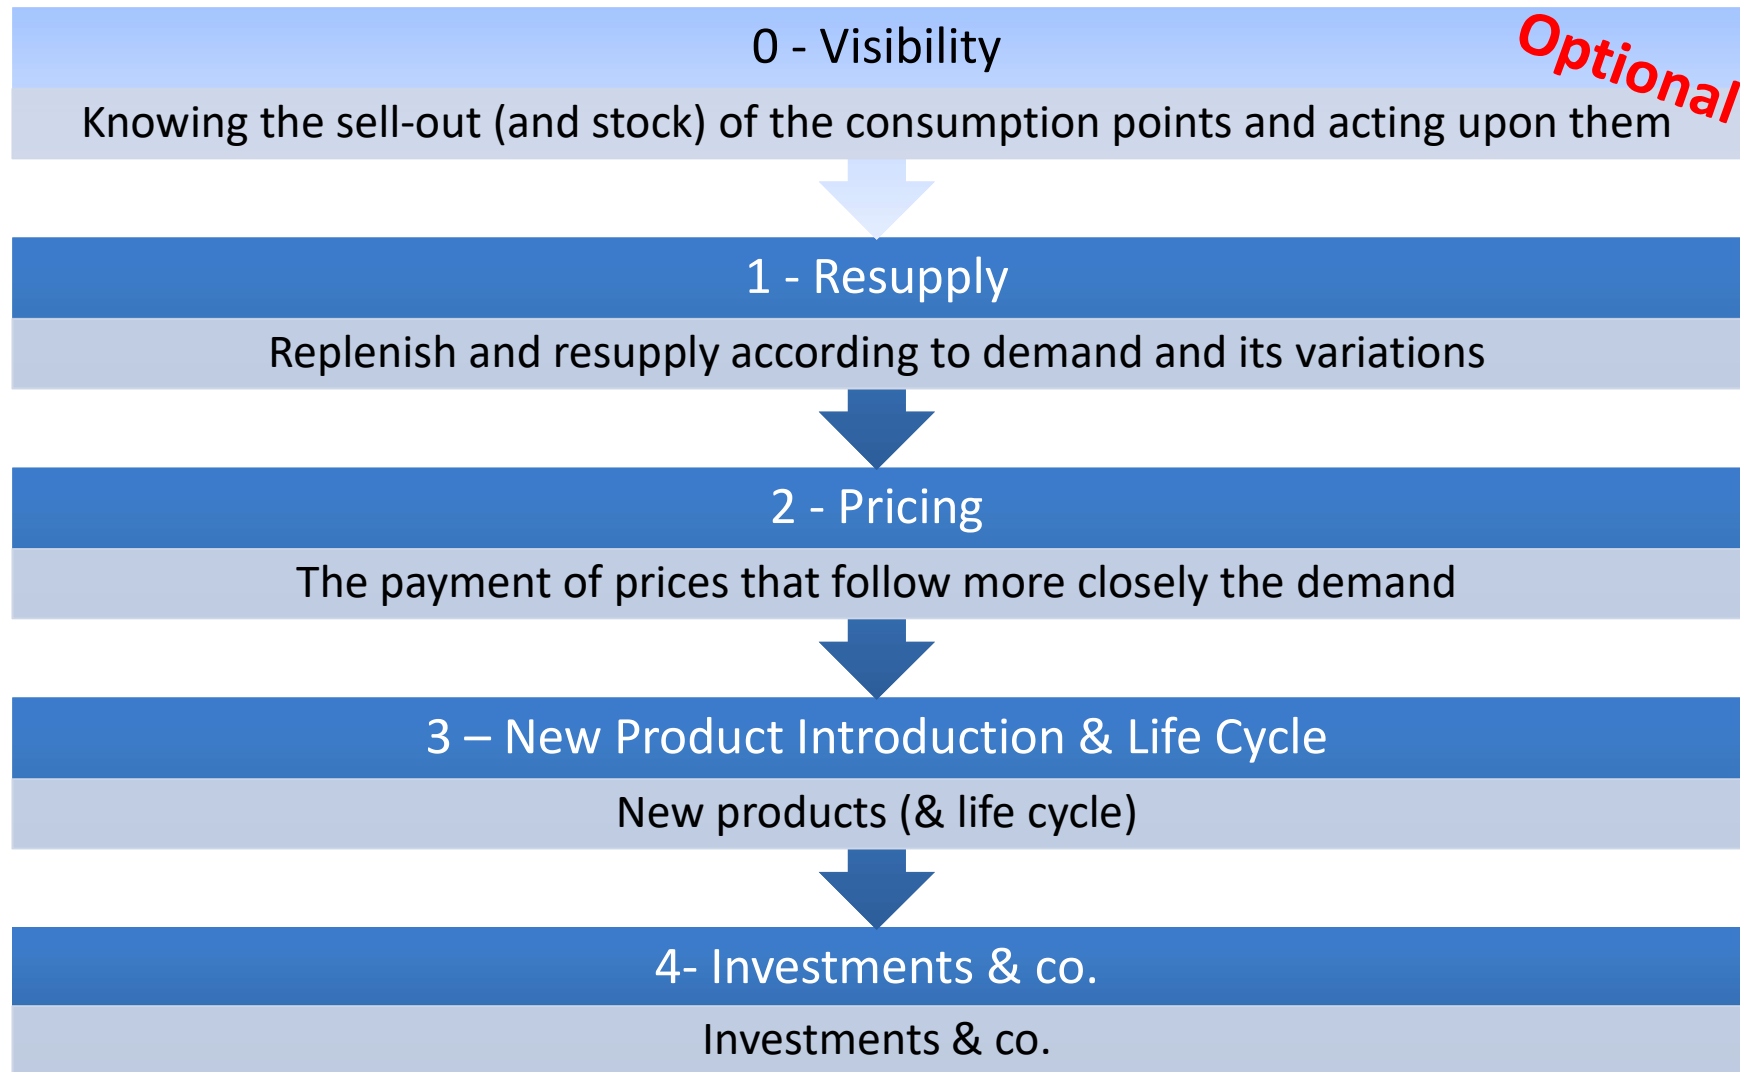 0 - Visibility
Optional
Knowing the sell-out (and stock) of the consumption points and acting upon them
1 - Resupply
Replenish and resupply according to demand and its variations
2 - Pricing
The payment of prices that follow more closely the demand
3 – New Product Introduction & Life Cycle
New products (& life cycle)
4- Investments & co.
Investments & co.